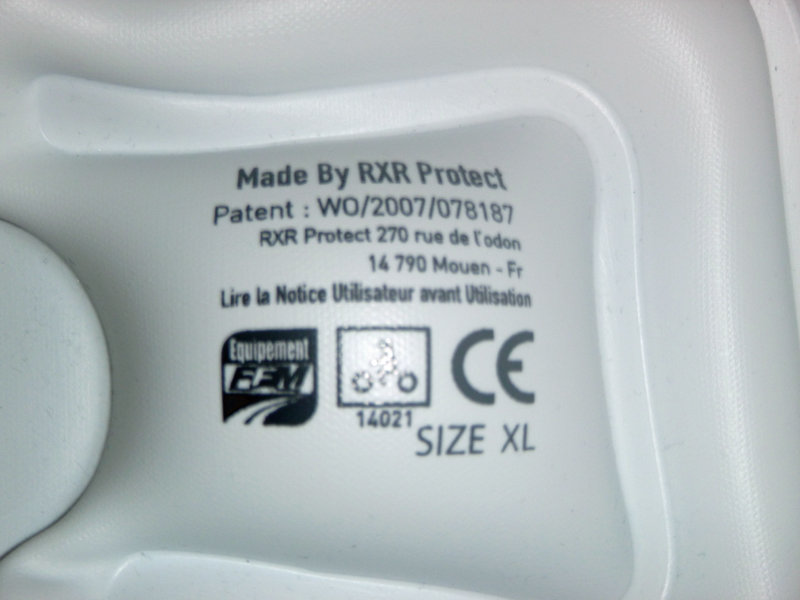 Made By RXR Protect
Patent : WO/2007/078187
RXR Protect 270 rue de l'odon
14 790 Mouen - Fr
Lire la Notice Utilisateur avant Utilisation
Equipement
FFM
14021
CE
SIZE XL